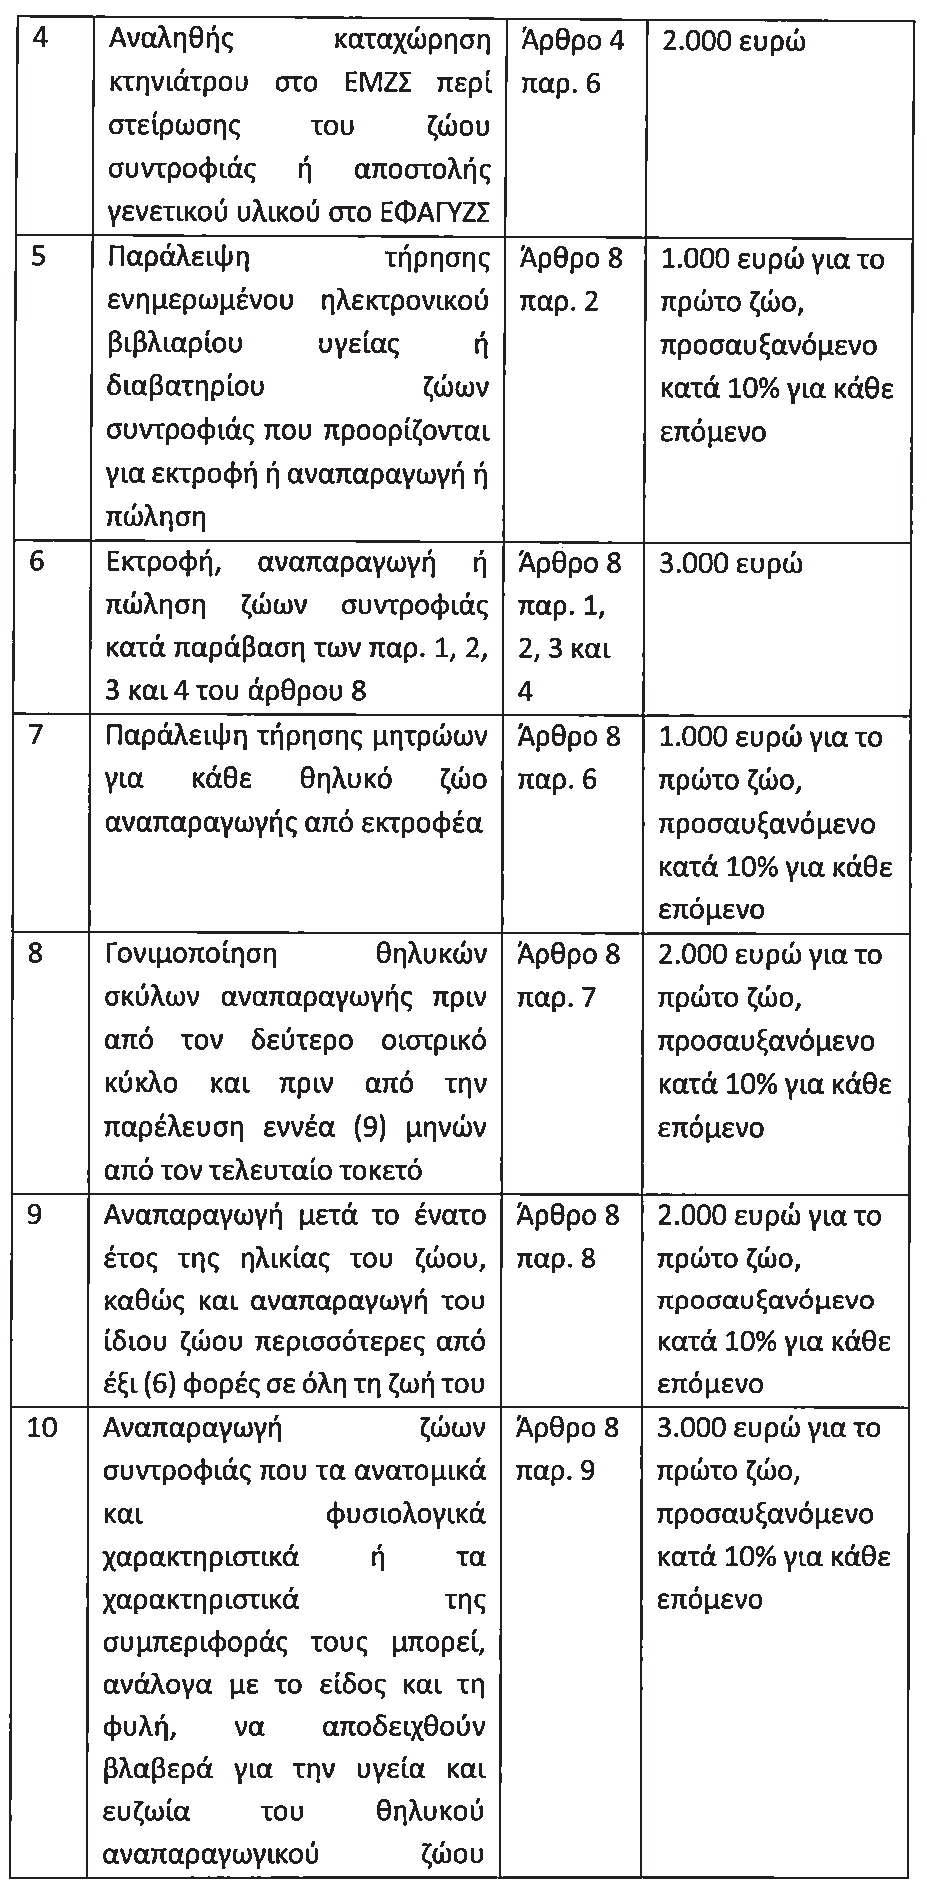 4 Αναληθής καταχώρηση Άρθρο 4 2.000 ευρώ
κτηνιάτρου στο ΕΜΖΣ περί παρ. 6
στείρωσης του ζώου
συντροφιάς ή αποστολής
γενετικού υλικού στο ΕΦΑΓΥΖΣ
5 Παράλειψη τήρησης Άρθρο 8 1.000 ευρώ για το
ενημερωμένου ηλεκτρονικού παρ. 2 πρώτο ζώο,
βιβλιαρίου υγείας ή προσαυξανόμενο
διαβατηρίου ζώων κατά 10% για κάθε
συντροφιάς που προορίζονται επόμενο
για εκτροφή ή αναπαραγωγή ή
πώληση
6 Εκτροφή, αναπαραγωγή ή Άρθρο 8 3.000 ευρώ
πώληση ζώων συντροφιάς παρ. 1,
κατά παράβαση των παρ. 1, 2, 2, 3 και
3 και 4 του άρθρου 8 4
7 Παράλειψη τήρησης μητρώων Άρθρο 8 1.000 ευρώ για το
για κάθε θηλυκό ζώο παρ. 6 πρώτο ζώο,
αναπαραγωγής από εκτροφέα προσαυξανόμενο
κατά 10% για κάθε
επόμενο
8 Γονιμοποίηση θηλυκών Άρθρο 8 2.000 ευρώ για το
σκύλων αναπαραγωγής πριν παρ. 7 πρώτο ζώο,
από τον δεύτερο οιστρικό προσαυξανόμενο
κύκλο και πριν από την κατά 10% για κάθε
παρέλευση εννέα (9) μηνών επόμενο
από τον τελευταίο τοκετό
9 Αναπαραγωγή μετά το ένατο Άρθρο 8 2.000 ευρώ για το
έτος της ηλικίας του ζώου, παρ. 8 πρώτο ζώο,
καθώς και αναπαραγωγή του προσαυξανόμενο
ίδιου ζώου περισσότερες από κατά 10% για κάθε
έξι (6) φορές σε όλη τη ζωή του επόμενο
10 Αναπαραγωγή ζώων Άρθρο 8 3.000 ευρώ για το
συντροφιάς που τα ανατομικά παρ. 9 πρώτο ζώο,
και φυσιολογικά προσαυξανόμενο
χαρακτηριστικά ή τα κατά 10% για κάθε
χαρακτηριστικά της επόμενο
συμπεριφοράς τους μπορεί,
ανάλογα με το είδος και τη
φυλή, να αποδειχθούν
βλαβερά για την υγεία και
ευζωία του θηλυκού
αναπαραγωγικού ζώου